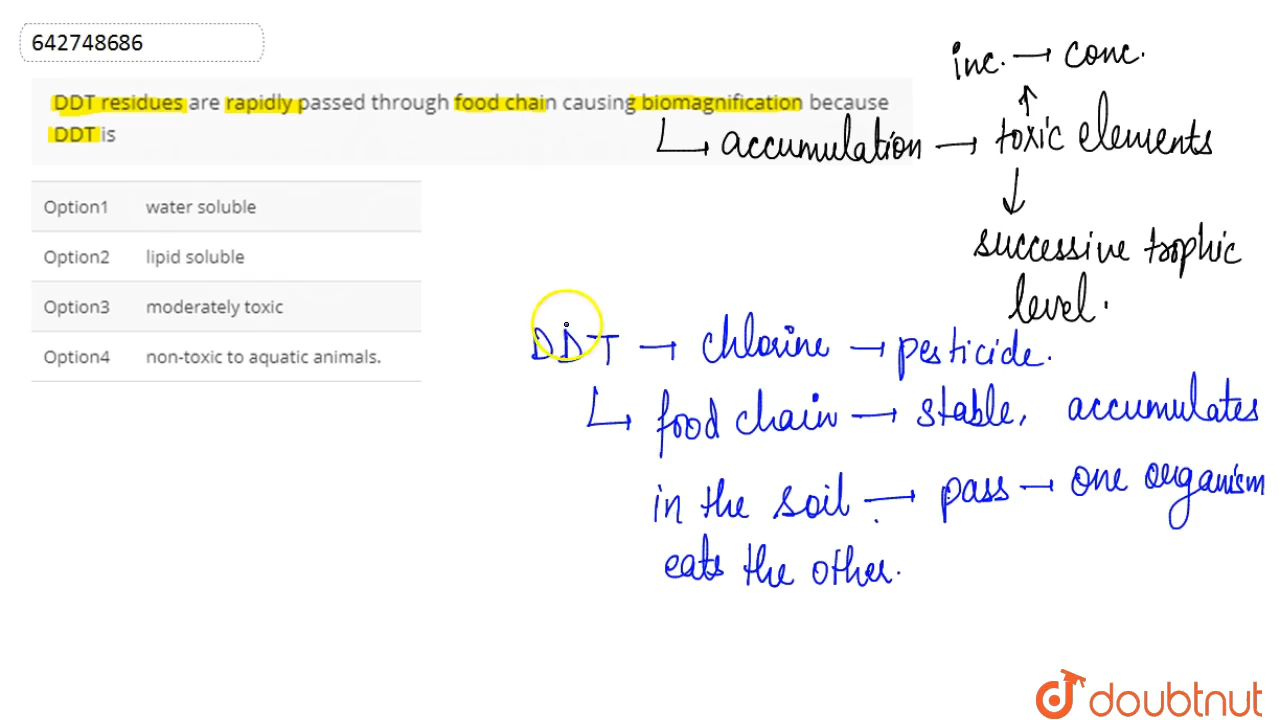 642748686
DDT residues are rapidly passed through food chain causing biomagnification because
DDT is
Option1 water soluble
Option2 lipid soluble
Option3 moderately toxic
Option4 non-toxic to aquatic animals.
inc. → conc.
↑
↳ accumulation → toxic elements
↓
successive trophic
level.
DDT → chlorine → pesticide.
↳ food chain → stable, accumulates
in the soil → pass → one organism
eats the other.
doubtnut